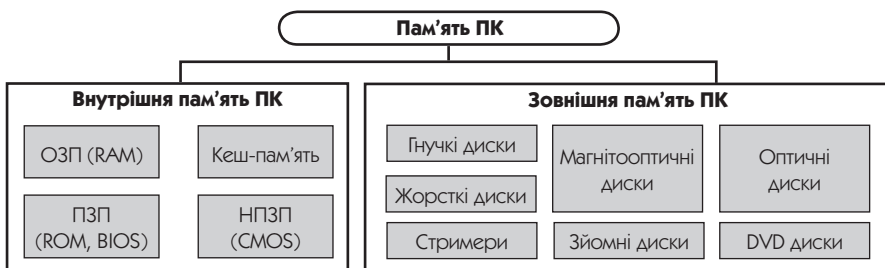 Пам’ять ПК
Внутрішня пам’ять ПК
ОЗП (RAM)
Кеш-пам’ять
ПЗП
(ROM, BIOS)
НПЗП
(CMOS)
Зовнішня пам’ять ПК
Гнучкі диски
Жорсткі диски
Стримери
Магнітооптичні
диски
Зйомні диски
Оптичні
диски
DVD диски